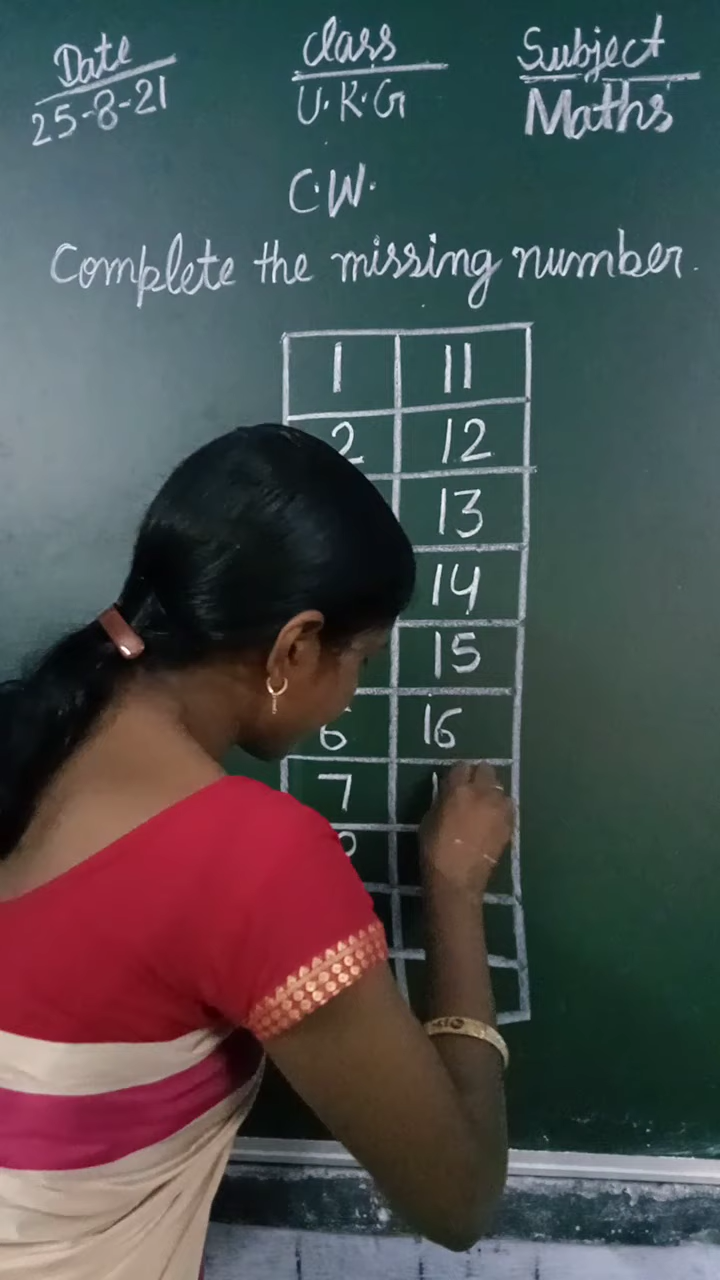 Date class Subject
25-8-21 U.K.G Maths
C.W.
Complete the missing number.
1 11
2 12
13
14
15
6 16
7